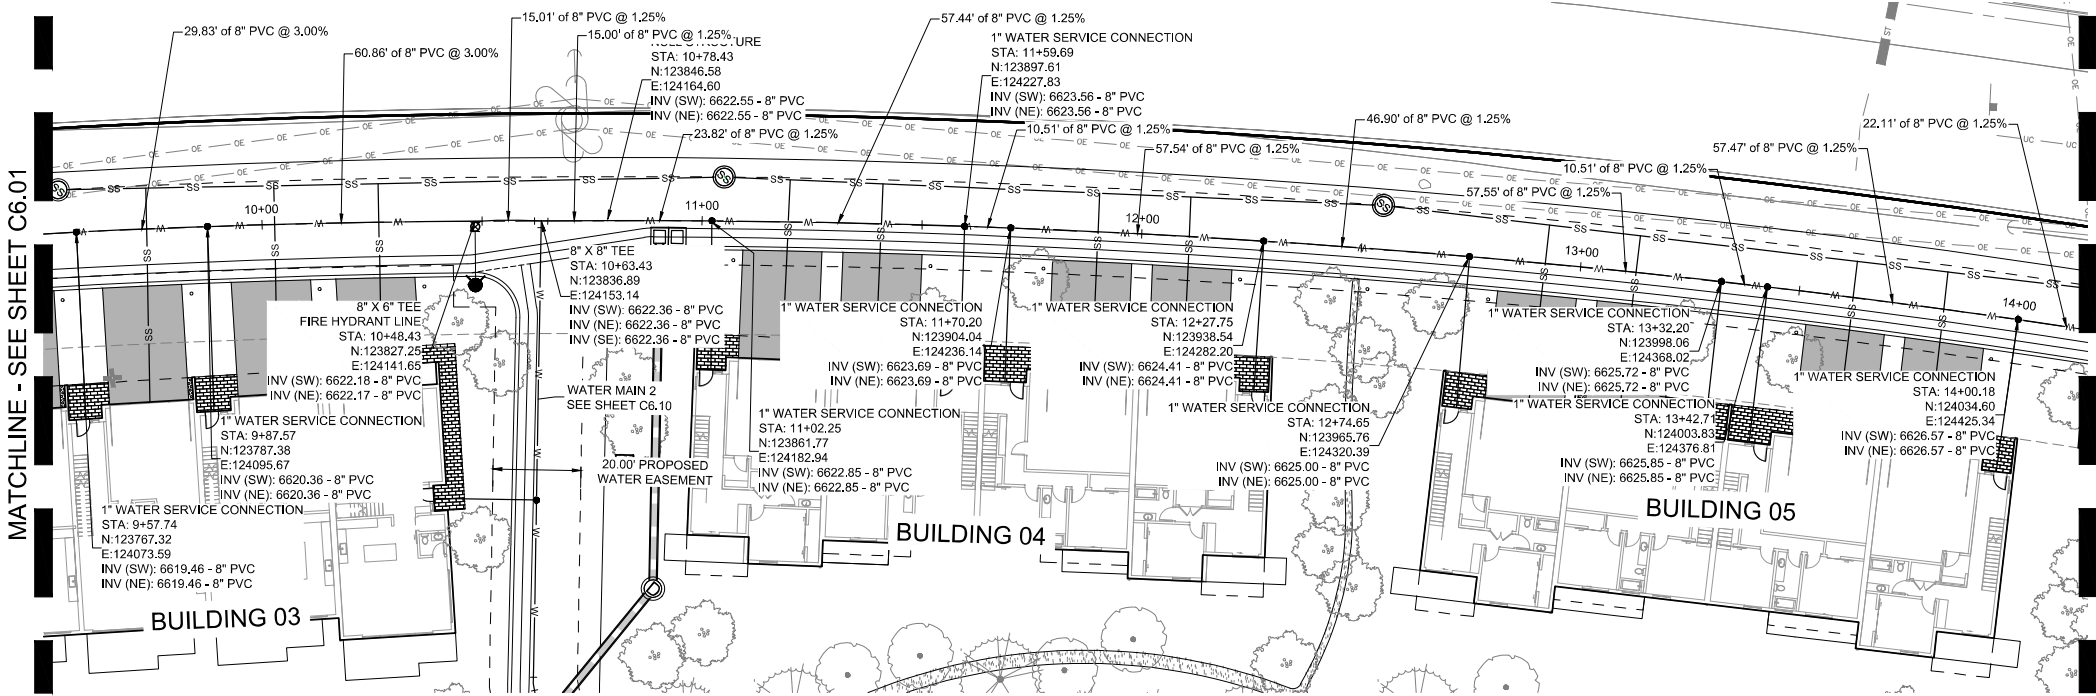 29.83' of 8" PVC @ 3.00%
60.86' of 8" PVC @ 3.00%
15.01' of 8" PVC @ 1.25%
15.00' of 8" PVC @ 1.25%
STA: 10+78.43
N:123846.58
E:124164.60
INV (SW): 6622.55 - 8" PVC
INV (NE): 6622.55 - 8" PVC
23.82' of 8" PVC @ 1.25%
57.44' of 8" PVC @ 1.25%
1" WATER SERVICE CONNECTION
STA: 11+59.69
N:123897.61
E:124227.83
INV (SW): 6623.56 - 8" PVC
INV (NE): 6623.56 - 8" PVC
10.51' of 8" PVC @ 1.25%
57.54' of 8" PVC @ 1.25%
46.90' of 8" PVC @ 1.25%
10.51' of 8" PVC @ 1.25%
57.55' of 8" PVC @ 1.25%
57.47' of 8" PVC @ 1.25%
22.11' of 8" PVC @ 1.25%
MATCHLINE - SEE SHEET C6.01
10+00
11+00
12+00
13+00
14+00
8" X 6" TEE
FIRE HYDRANT LINE
STA: 10+48.43
N:123827.25
E:124141.65
INV (SW): 6622.18 - 8" PVC
INV (NE): 6622.17 - 8" PVC
8" X 8" TEE
STA: 10+63.43
N:123836.89
E:124153.14
INV (SW): 6622.36 - 8" PVC
INV (NE): 6622.36 - 8" PVC
INV (SE): 6622.36 - 8" PVC
1" WATER SERVICE CONNECTION
STA: 11+70.20
N:123904.04
E:124236.14
INV (SW): 6623.69 - 8" PVC
INV (NE): 6623.69 - 8" PVC
1" WATER SERVICE CONNECTION
STA: 12+27.75
N:123938.54
E:124282.20
INV (SW): 6624.41 - 8" PVC
INV (NE): 6624.41 - 8" PVC
1" WATER SERVICE CONNECTION
STA: 13+32.20
N:123998.06
E:124368.02
INV (SW): 6625.72 - 8" PVC
INV (NE): 6625.72 - 8" PVC
1" WATER SERVICE CONNECTION
STA: 14+00.18
N:124034.60
E:124425.34
INV (SW): 6626.57 - 8" PVC
INV (NE): 6626.57 - 8" PVC
WATER MAIN 2
SEE SHEET C6.10
1" WATER SERVICE CONNECTION
STA: 9+87.57
N:123787.38
E:124095.67
INV (SW): 6620.36 - 8" PVC
INV (NE): 6620.36 - 8" PVC
1" WATER SERVICE CONNECTION
STA: 11+02.25
N:123861.77
E:124182.94
INV (SW): 6622.85 - 8" PVC
INV (NE): 6622.85 - 8" PVC
1" WATER SERVICE CONNECTION
STA: 12+74.65
N:123965.76
E:124320.39
INV (SW): 6625.00 - 8" PVC
INV (NE): 6625.00 - 8" PVC
1" WATER SERVICE CONNECTION
STA: 13+42.71
N:124003.83
E:124376.81
INV (SW): 6625.85 - 8" PVC
INV (NE): 6625.85 - 8" PVC
20.00' PROPOSED
WATER EASEMENT
1" WATER SERVICE CONNECTION
STA: 9+57.74
N:123767.32
E:124073.59
INV (SW): 6619.46 - 8" PVC
INV (NE): 6619.46 - 8" PVC
BUILDING 03
BUILDING 04
BUILDING 05